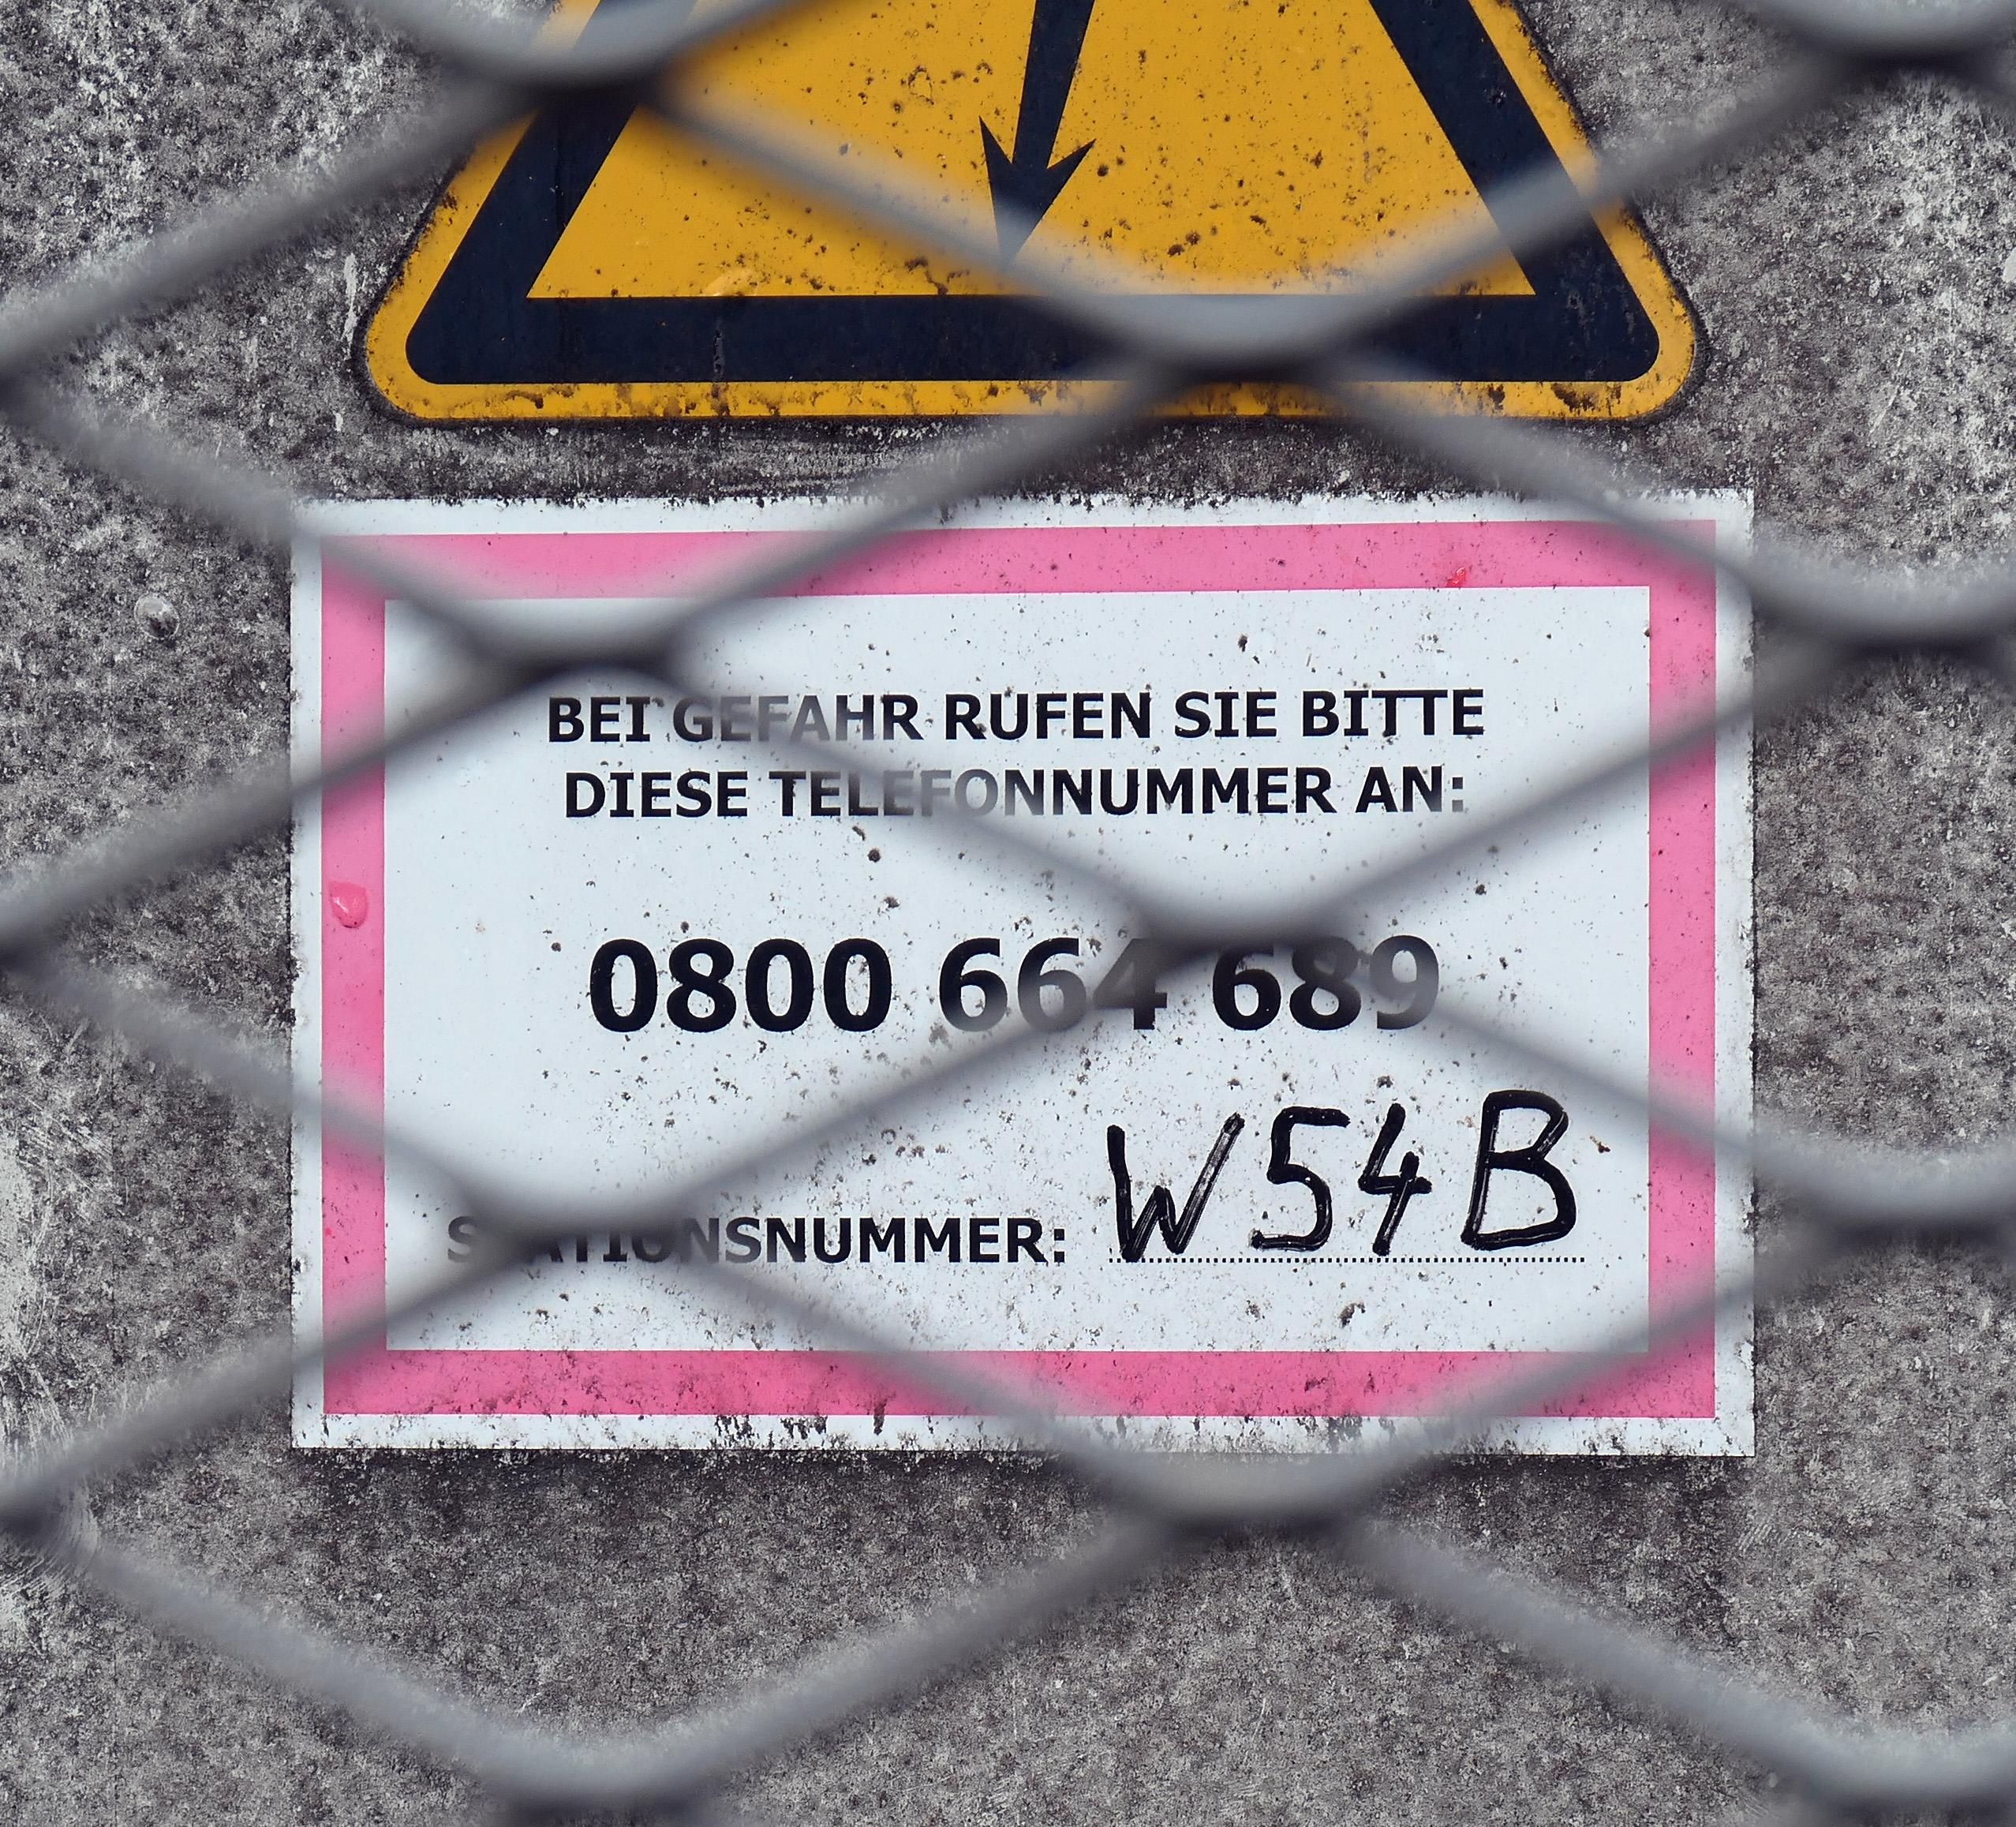 BEI GEFAHR RUFEN SIE BITTE
DIESE TELEFONNUMMER AN:
0800 664 689
STATIONSNUMMER: W54B